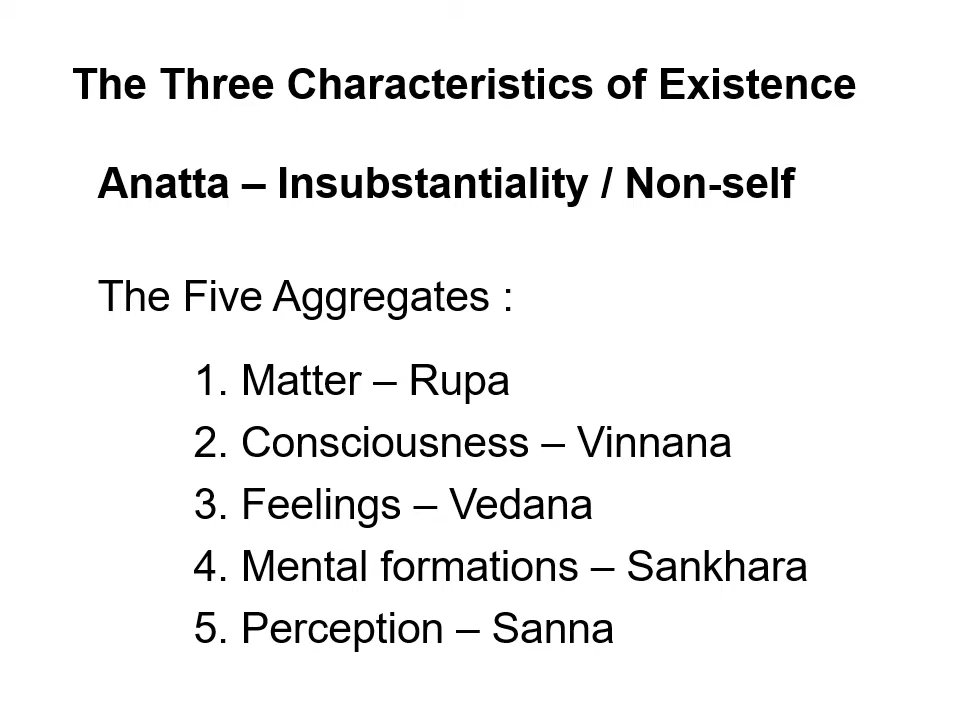 The Three Characteristics of Existence
Anatta – Insubstantiality / Non-self
The Five Aggregates :
1. Matter – Rupa
2. Consciousness – Vinnana
3. Feelings – Vedana
4. Mental formations – Sankhara
5. Perception – Sanna